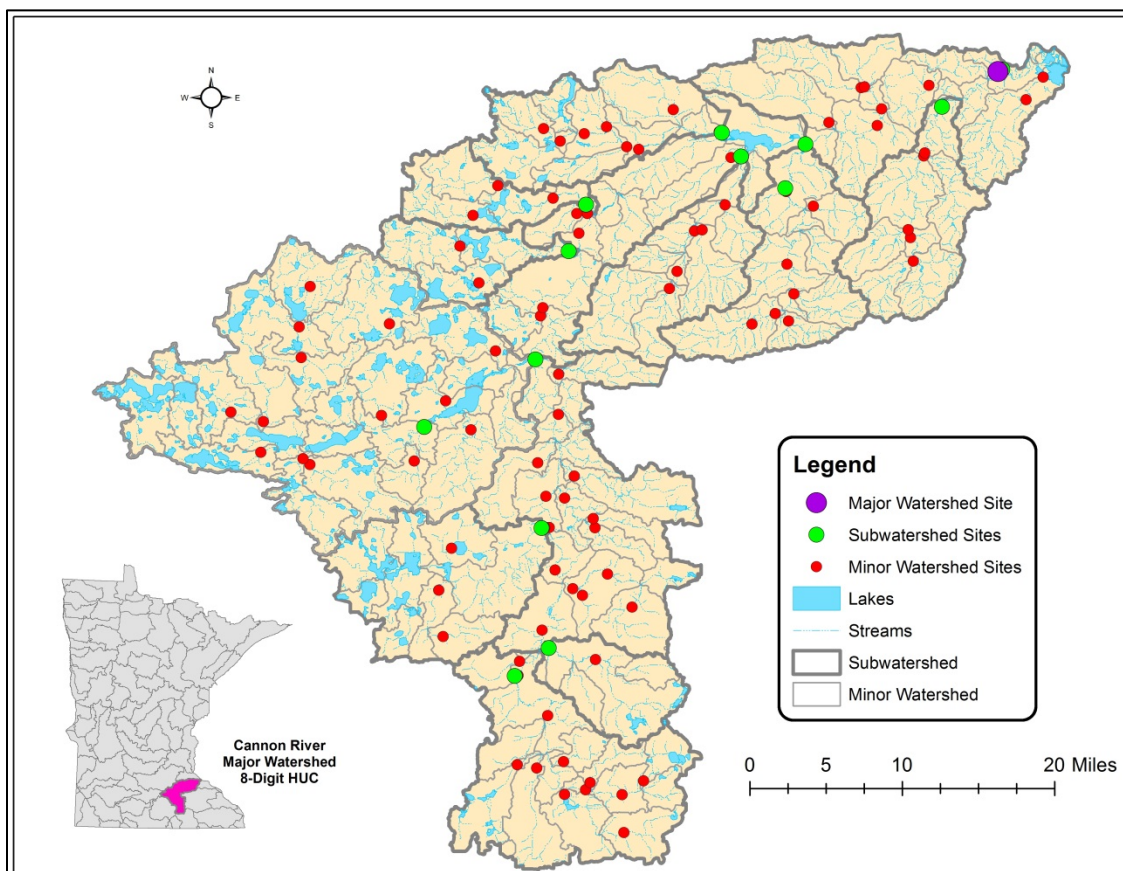 N
W E
S
Legend
Major Watershed Site
Subwatershed Sites
Minor Watershed Sites
Lakes
Streams
Subwatershed
Minor Watershed
Cannon River
Major Watershed
8-Digit HUC
0 5 10 20 Miles